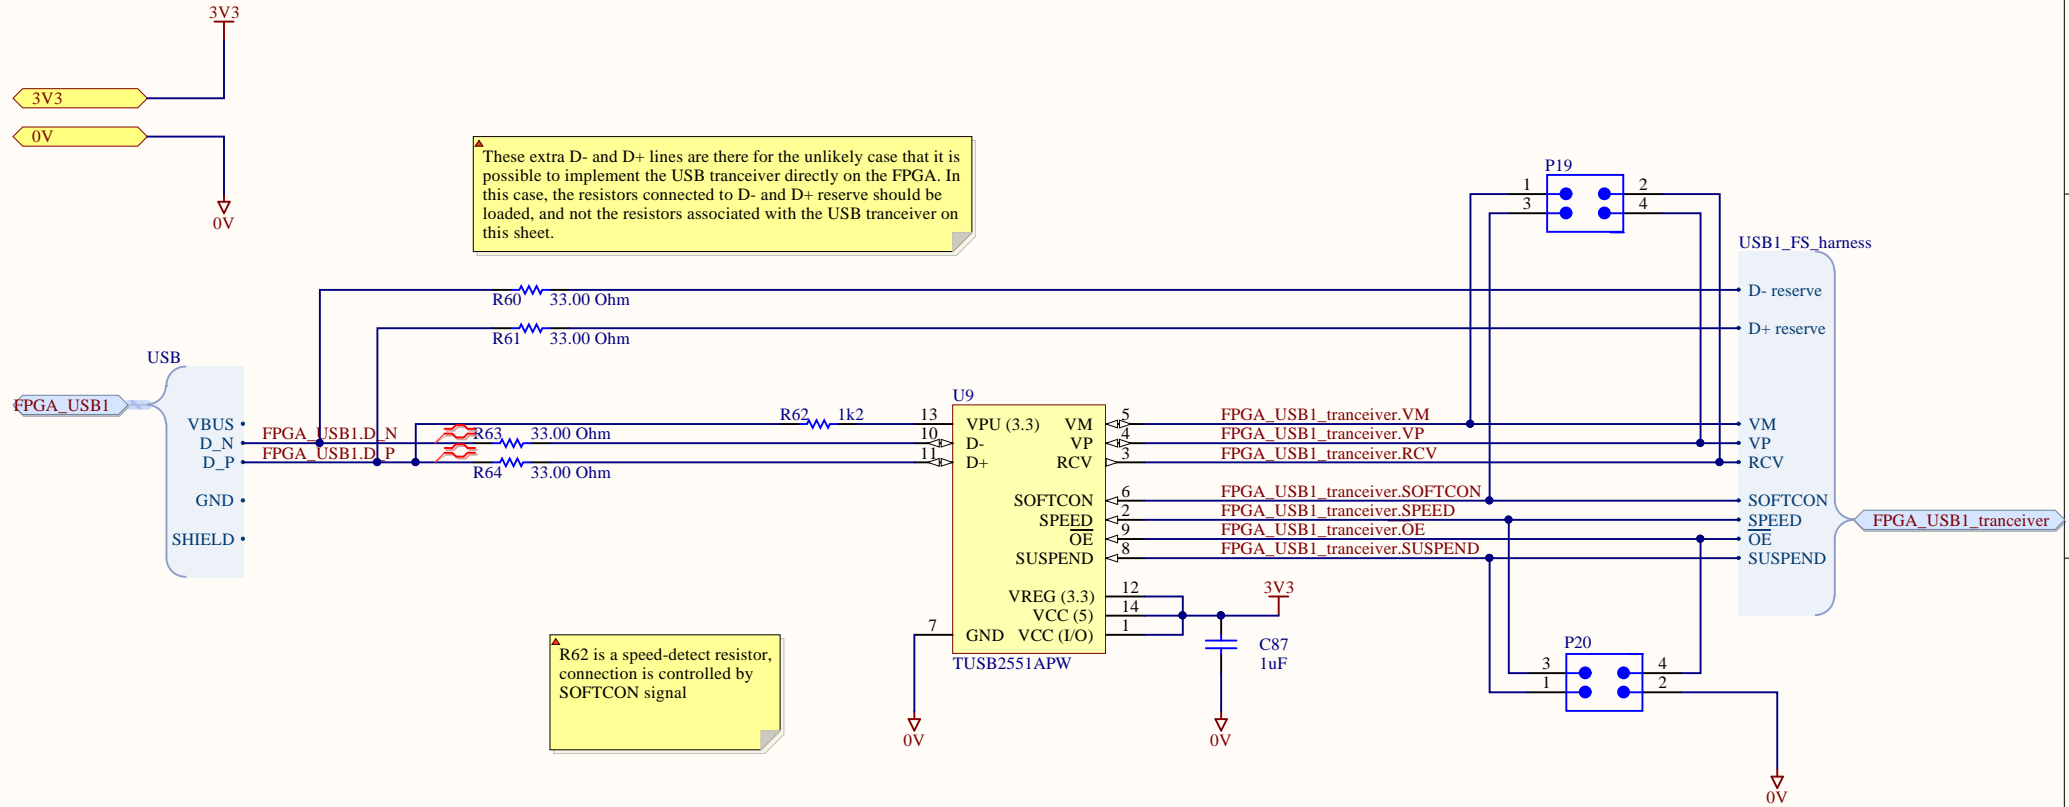 3V3
3V3
0V
0V
These extra D- and D+ lines are there for the unlikely case that it is
possible to implement the USB tranceiver directly on the FPGA. In
this case, the resistors connected to D- and D+ reserve should be
loaded, and not the resistors associated with the USB tranceiver on
this sheet.
P19
1 2
3 4
USB1_FS_harness
R60 33.00 Ohm
D- reserve
R61 33.00 Ohm
D+ reserve
USB
FPGA_USB1
VBUS
D_N
D_P
GND
SHIELD
FPGA_USB1.D_N
FPGA_USB1.D_P
R62 1k2
R63 33.00 Ohm
R64 33.00 Ohm
U9
13 VPU (3.3) VM 5
10 D- VP 4
11 D+ RCV 3
SOFTCON 6
SPEED 2
OE 9
SUSPEND 8
VREG (3.3) 12
VCC (5) 14
7 GND VCC (I/O) 1
TUSB2551APW
FPGA_USB1_tranceiver.VM
FPGA_USB1_tranceiver.VP
FPGA_USB1_tranceiver.RCV
FPGA_USB1_tranceiver.SOFTCON
FPGA_USB1_tranceiver.SPEED
FPGA_USB1_tranceiver.OE
FPGA_USB1_tranceiver.SUSPEND
VM
VP
RCV
SOFTCON
SPEED
OE
SUSPEND
FPGA_USB1_tranceiver
3V3
C87
1uF
0V
0V
R62 is a speed-detect resistor,
connection is controlled by
SOFTCON signal
P20
3 4
1 2
0V